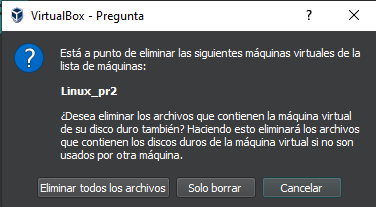 VirtualBox - Pregunta
Está a punto de eliminar las siguientes máquinas virtuales de la
lista de máquinas:
Linux_pr2
¿Desea eliminar los archivos que contienen la máquina virtual
de su disco duro también? Haciendo esto eliminará los archivos
que contienen los discos duros de la máquina virtual si no son
usados por otra máquina.
Eliminar todos los archivos
Solo borrar
Cancelar